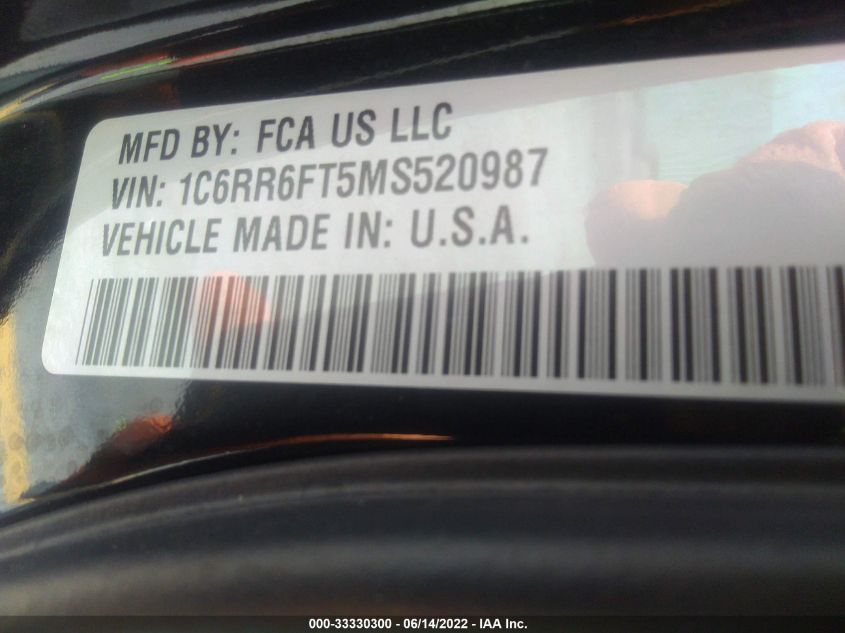 MFD BY: FCA US LLC
VIN: 1C6RR6FT5MS520987
VEHICLE MADE IN: U.S.A.
000-33330300 - 06/14/2022 - IAA Inc.